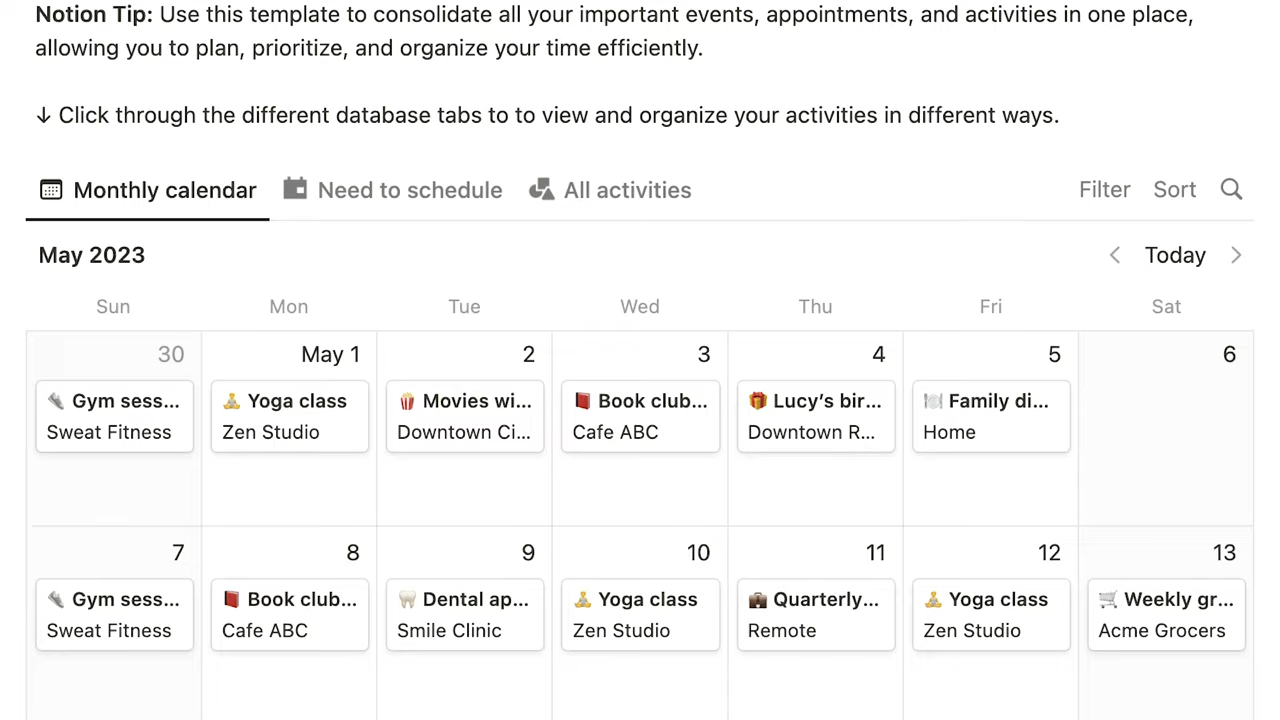 Notion Tip: Use this template to consolidate all your important events, appointments, and activities in one place,
allowing you to plan, prioritize, and organize your time efficiently.
↓ Click through the different database tabs to to view and organize your activities in different ways.
Monthly calendar Need to schedule All activities Filter Sort
May 2023 Today
Sun Mon Tue Wed Thu Fri Sat
30 May 1 2 3 4 5 6
Gym sess... Yoga class Movies wi... Book club... Lucy’s bir... Family di...
Sweat Fitness Zen Studio Downtown Ci... Cafe ABC Downtown R... Home
7 8 9 10 11 12 13
Gym sess... Book club... Dental ap... Yoga class Quarterly... Yoga class Weekly gr...
Sweat Fitness Cafe ABC Smile Clinic Zen Studio Remote Zen Studio Acme Grocers